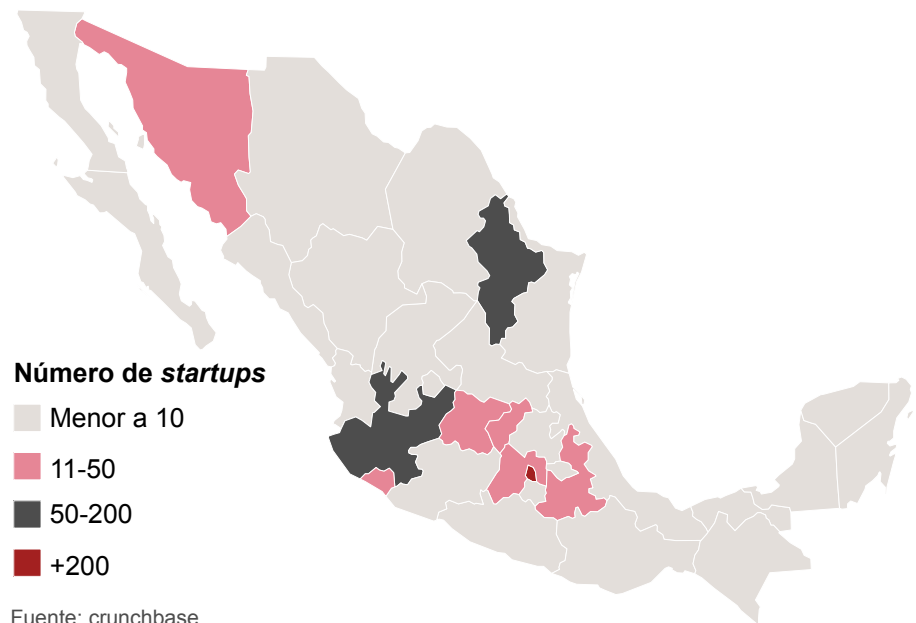 Número de startups
Menor a 10
11-50
50-200
+200
Fuente: crunchbase